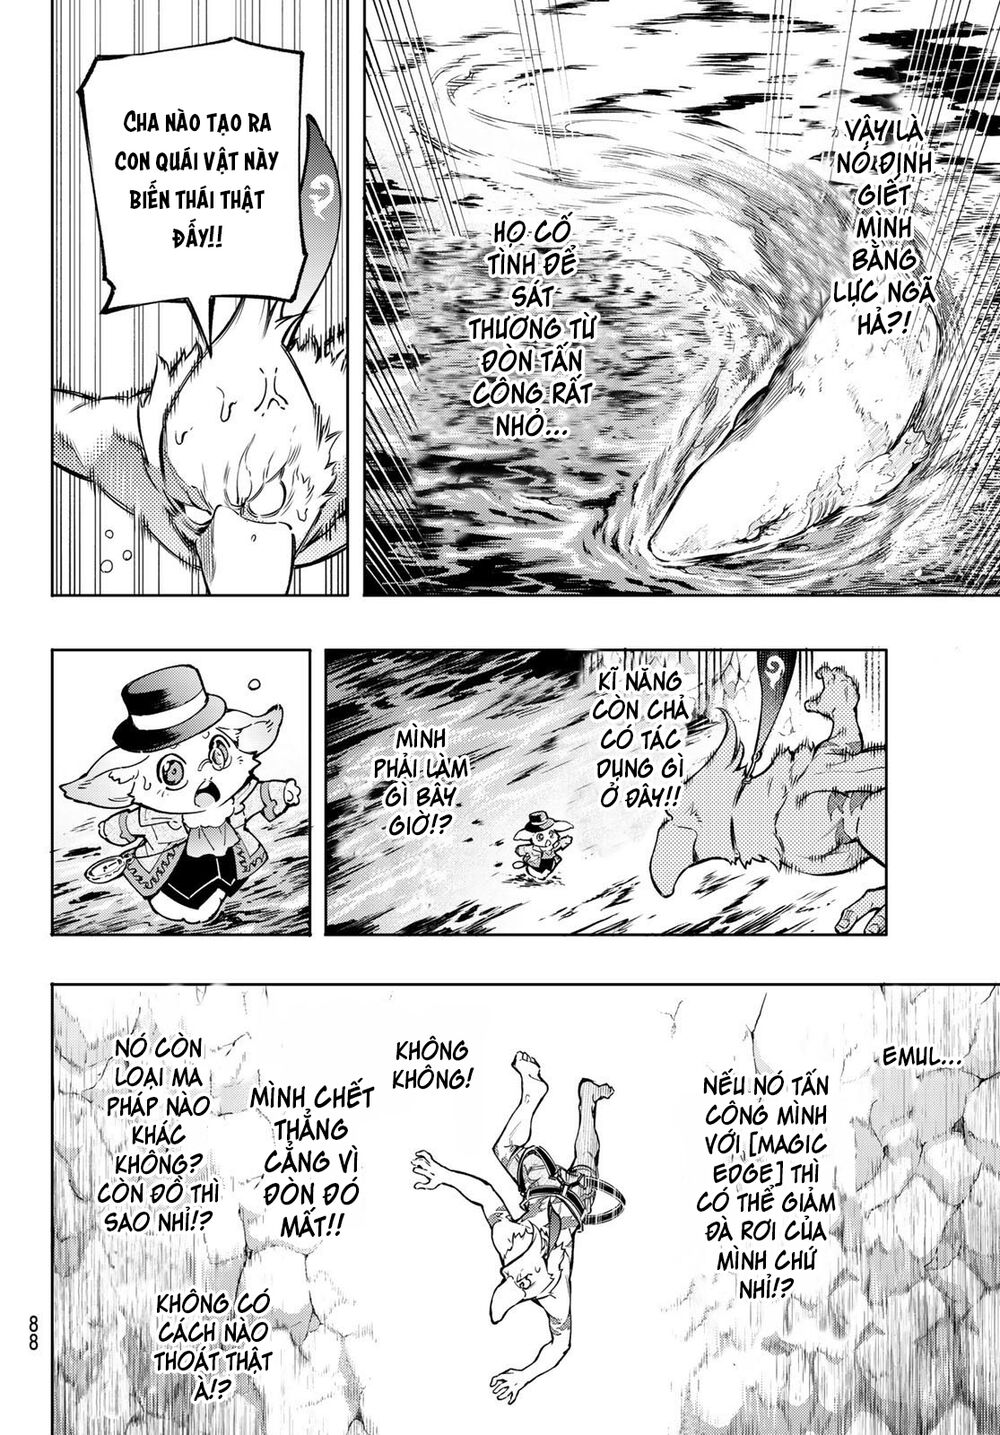 VẬY LÀ
NÓ ĐỊNH
GIẾT
MÌNH
BẰNG
LỰC NGÃ
HẢ?!
HỌ CỐ
TÌNH ĐỂ
SÁT
THƯƠNG TỪ
ĐÒN TẤN
CÔNG RẤT
NHỎ...
CHA NÀO TẠO RA
CON QUÁI VẬT NÀY
BIẾN THÁI THẬT
ĐẤY!!
KĨ NĂNG
CÒN CHẢ
CÓ TÁC
DỤNG GÌ
Ở ĐÂY!!
MÌNH
PHẢI LÀM
GÌ BÂY
GIỜ!?
EMUL...
NẾU NÓ TẤN
CÔNG MÌNH
VỚI [MAGIC
EDGE] THÌ
CÓ THỂ GIẢM
ĐÀ RƠI CỦA
MÌNH CHỨ
NHỈ!?
KHÔNG
KHÔNG!
MÌNH CHẾT
THẲNG
CẲNG VÌ
ĐÒN ĐÓ
MẤT!!
NÓ CÒN
LOẠI MA
PHÁP NÀO
KHÁC
KHÔNG?
CÒN ĐỒ THÌ
SAO NHỈ!?
KHÔNG CÓ
CÁCH NÀO
THOÁT THẬT
À!?
88